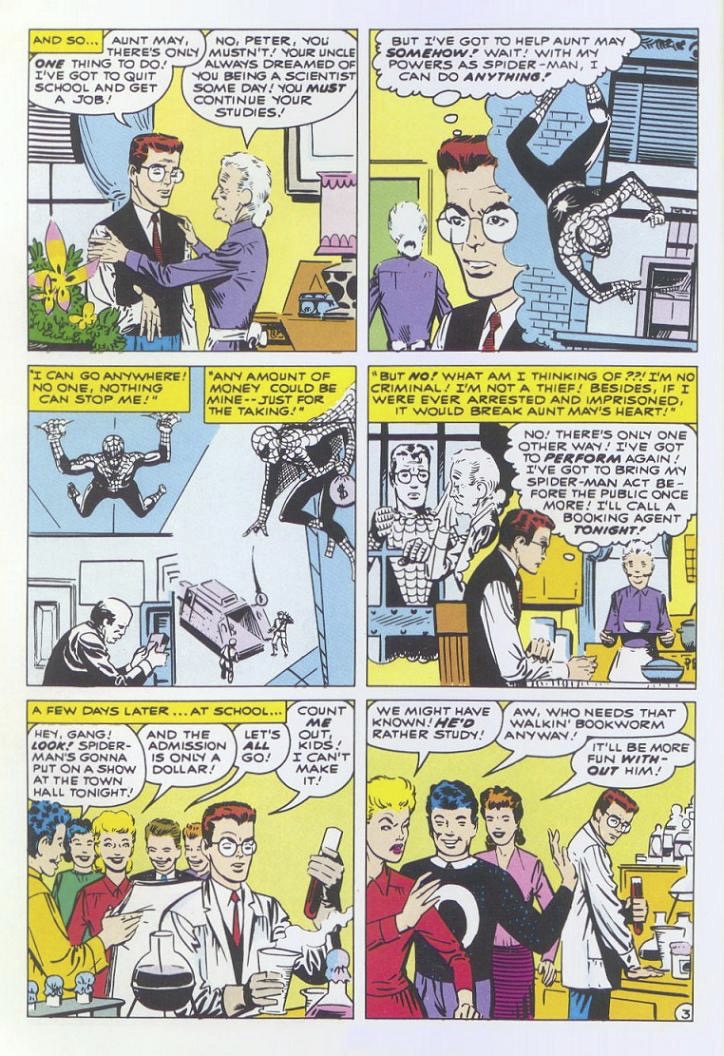 AND SO...
AUNT MAY,
THERE'S ONLY
ONE THING TO DO!
I'VE GOT TO QUIT
SCHOOL AND GET
A JOB!
NO, PETER, YOU
MUSTN'T! YOUR UNCLE
ALWAYS DREAMED OF
YOU BEING A SCIENTIST
SOME DAY! YOU MUST
CONTINUE YOUR
STUDIES!
BUT I'VE GOT TO HELP AUNT MAY
SOMEHOW! WAIT! WITH MY
POWERS AS SPIDER-MAN, I
CAN DO ANYTHING!
"I CAN GO ANYWHERE!
NO ONE, NOTHING
CAN STOP ME!"
"ANY AMOUNT OF
MONEY COULD BE
MINE--JUST FOR
THE TAKING!"
$
"BUT NO! WHAT AM I THINKING OF??! I'M NO
CRIMINAL! I'M NOT A THIEF! BESIDES, IF I
WERE EVER ARRESTED AND IMPRISONED,
IT WOULD BREAK AUNT MAY'S HEART!"
NO! THERE'S ONLY ONE
OTHER WAY! I'VE GOT
TO PERFORM AGAIN!
I'VE GOT TO BRING MY
SPIDER-MAN ACT BE-
FORE THE PUBLIC ONCE
MORE! I'LL CALL A
BOOKING AGENT
TONIGHT!
A FEW DAYS LATER...AT SCHOOL...
HEY, GANG!
LOOK! SPIDER-
MAN'S GONNA
PUT ON A SHOW
AT THE TOWN
HALL TONIGHT!
AND THE
ADMISSION
IS ONLY A
DOLLAR!
LET'S
ALL
GO!
COUNT
ME
OUT,
KIDS!
I CAN'T
MAKE
IT!
WE MIGHT HAVE
KNOWN! HE'D
RATHER STUDY!
AW, WHO NEEDS THAT
WALKIN' BOOKWORM
ANYWAY!
IT'LL BE MORE
FUN WITH-
OUT HIM!
3